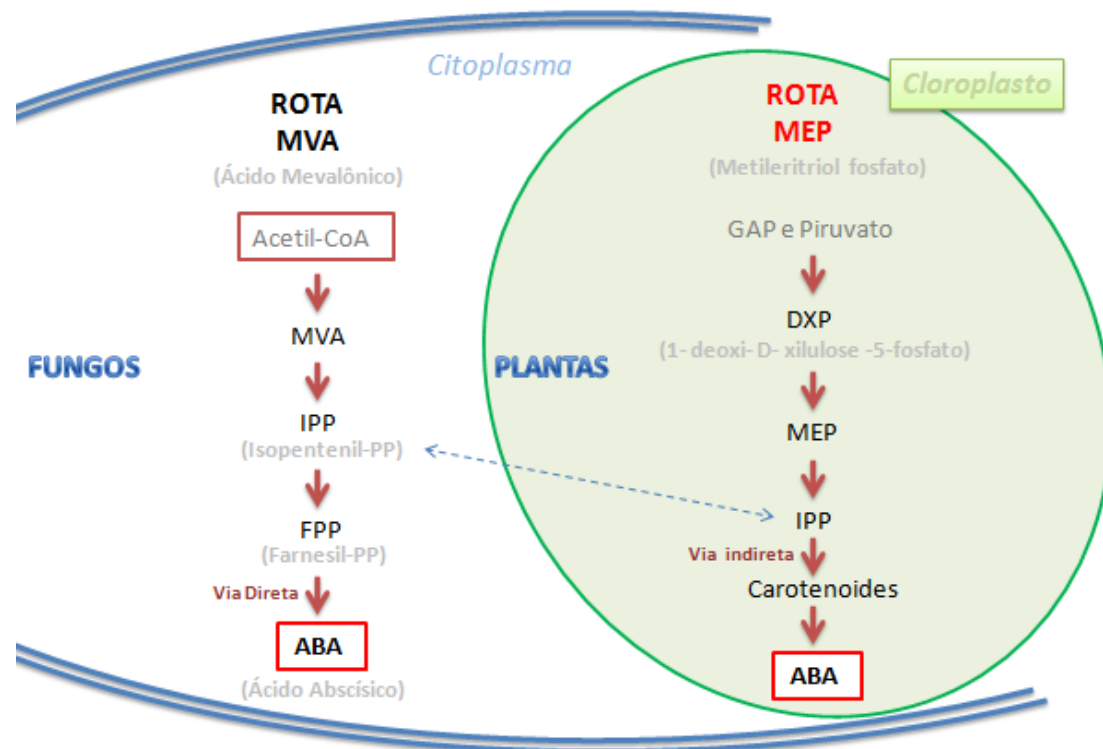 Citoplasma
ROTA
MVA
(Ácido Mevalônico)
Acetil-CoA
MVA
FUNGOS
IPP
(Isopentenil-PP)
FPP
(Farnesil-PP)
Via Direta
ABA
(Ácido Abscísico)
Cloroplasto
ROTA
MEP
(Metileritriol fosfato)
GAP e Piruvato
DXP
(1- deoxi- D- xilulose -5-fosfato)
PLANTAS
MEP
IPP
Via indireta
Carotenoides
ABA